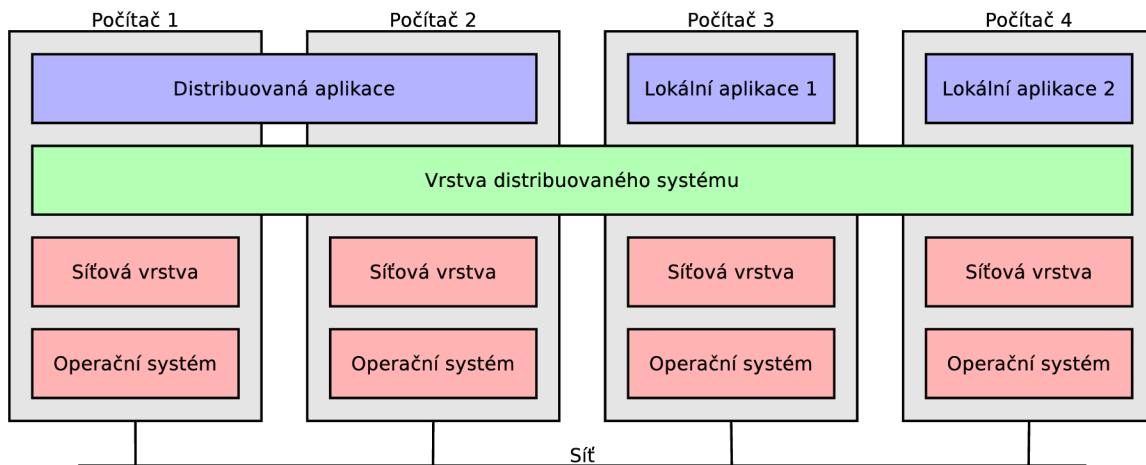 Počítač 1
Počítač 2
Počítač 3
Počítač 4
Distribuovaná aplikace
Lokální aplikace 1
Lokální aplikace 2
Vrstva distribuovaného systému
Síťová vrstva
Síťová vrstva
Síťová vrstva
Síťová vrstva
Operační systém
Operační systém
Operační systém
Operační systém
Síť